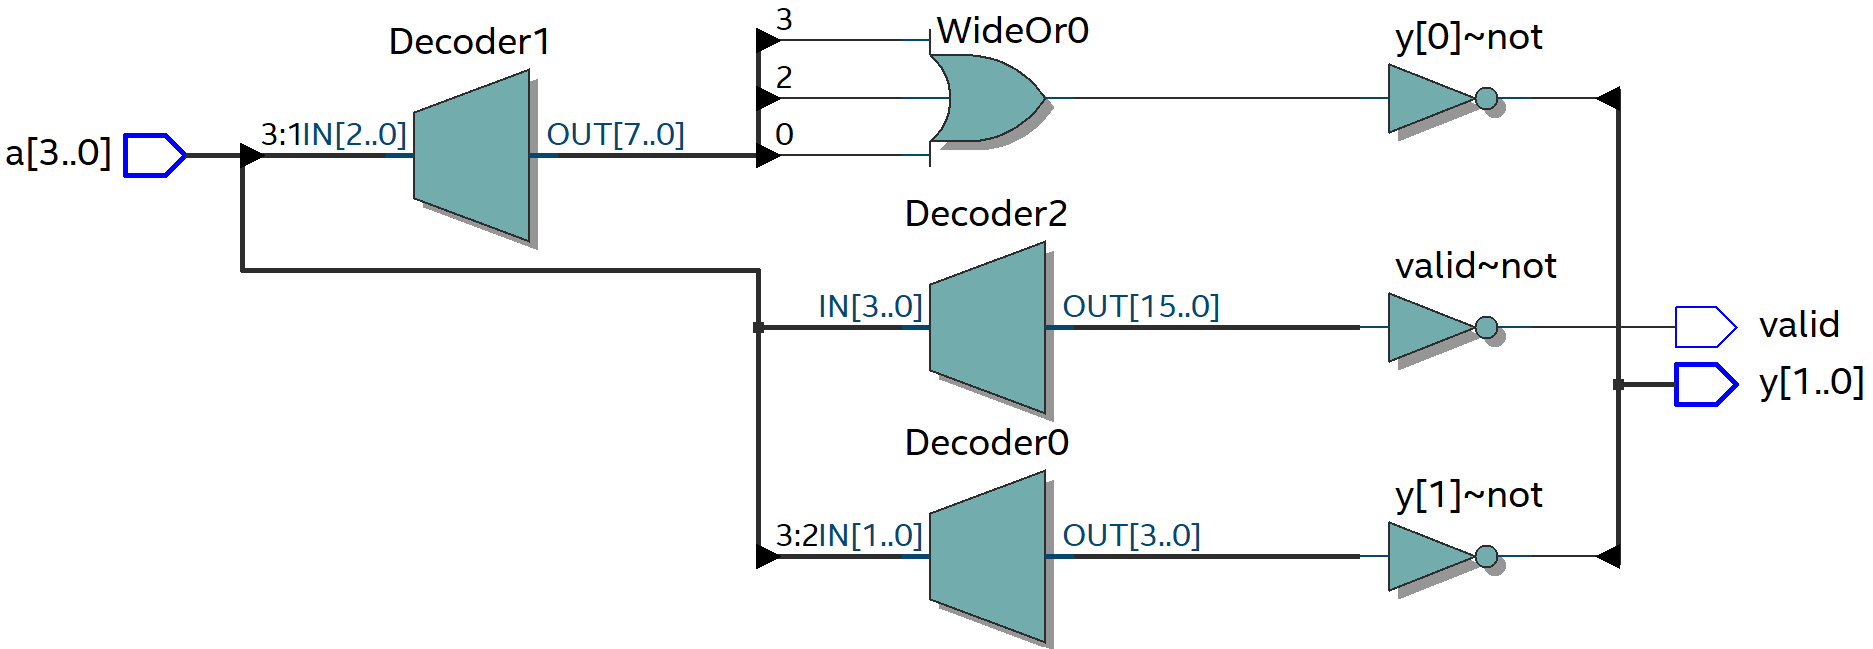 a[3..0]
Decoder1
3:1
IN[2..0]
OUT[7..0]
3
2
0
WideOr0
y[0]~not
Decoder2
IN[3..0]
OUT[15..0]
valid~not
valid
y[1..0]
Decoder0
3:2
IN[1..0]
OUT[3..0]
y[1]~not